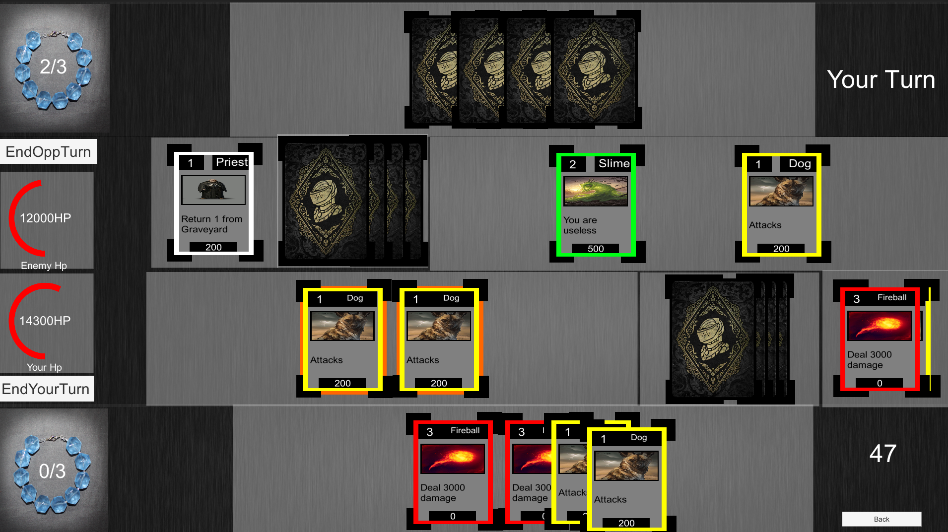 2/3
Your Turn
EndOppTurn
12000HP
Enemy Hp
14300HP
Your Hp
EndYourTurn
0/3
1 Priest
Return 1 from
Graveyard
200
2 Slime
You are
useless
500
1 Dog
Attacks
200
1 Dog
Attacks
200
1 Dog
Attacks
200
3 Fireball
Deal 3000
damage
0
3 Fireball
Deal 3000
damage
0
3
Deal 300
damage
0
1
Attack
1 Dog
Attacks
200
47
Back